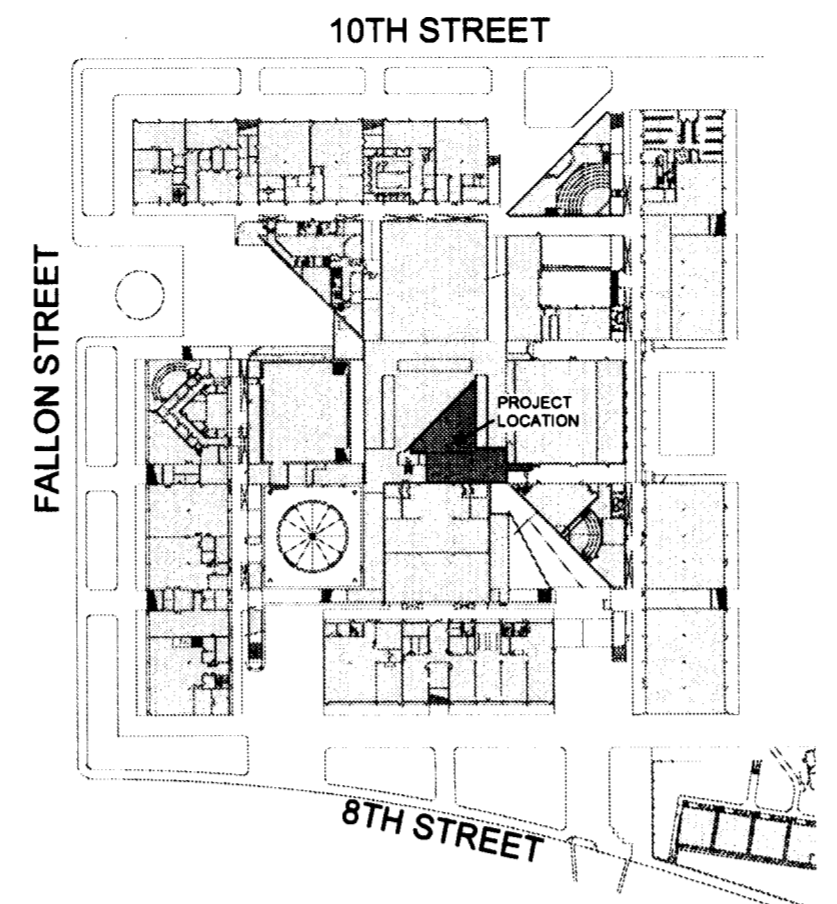 10TH STREET
FALLON STREET
PROJECT
LOCATION
8TH STREET